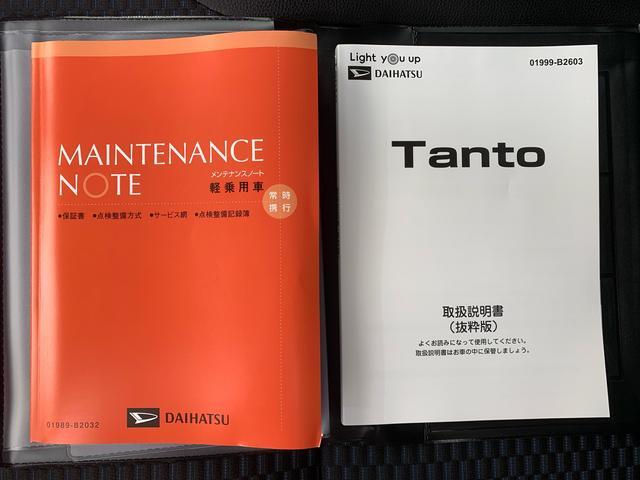 MAINTENANCE
NOTE
メンテナンスノート
軽乗用車
常時
携行
●保証書 ●点検整備方式 ●サービス網 ●点検整備記録簿
01989-B2032
DAIHATSU
Light you up
DAIHATSU
01999-B2603
Tanto
取扱説明書
(抜粋版)
よくお読みになって使用してください。
取扱説明書はお車の中に保管しましょう。